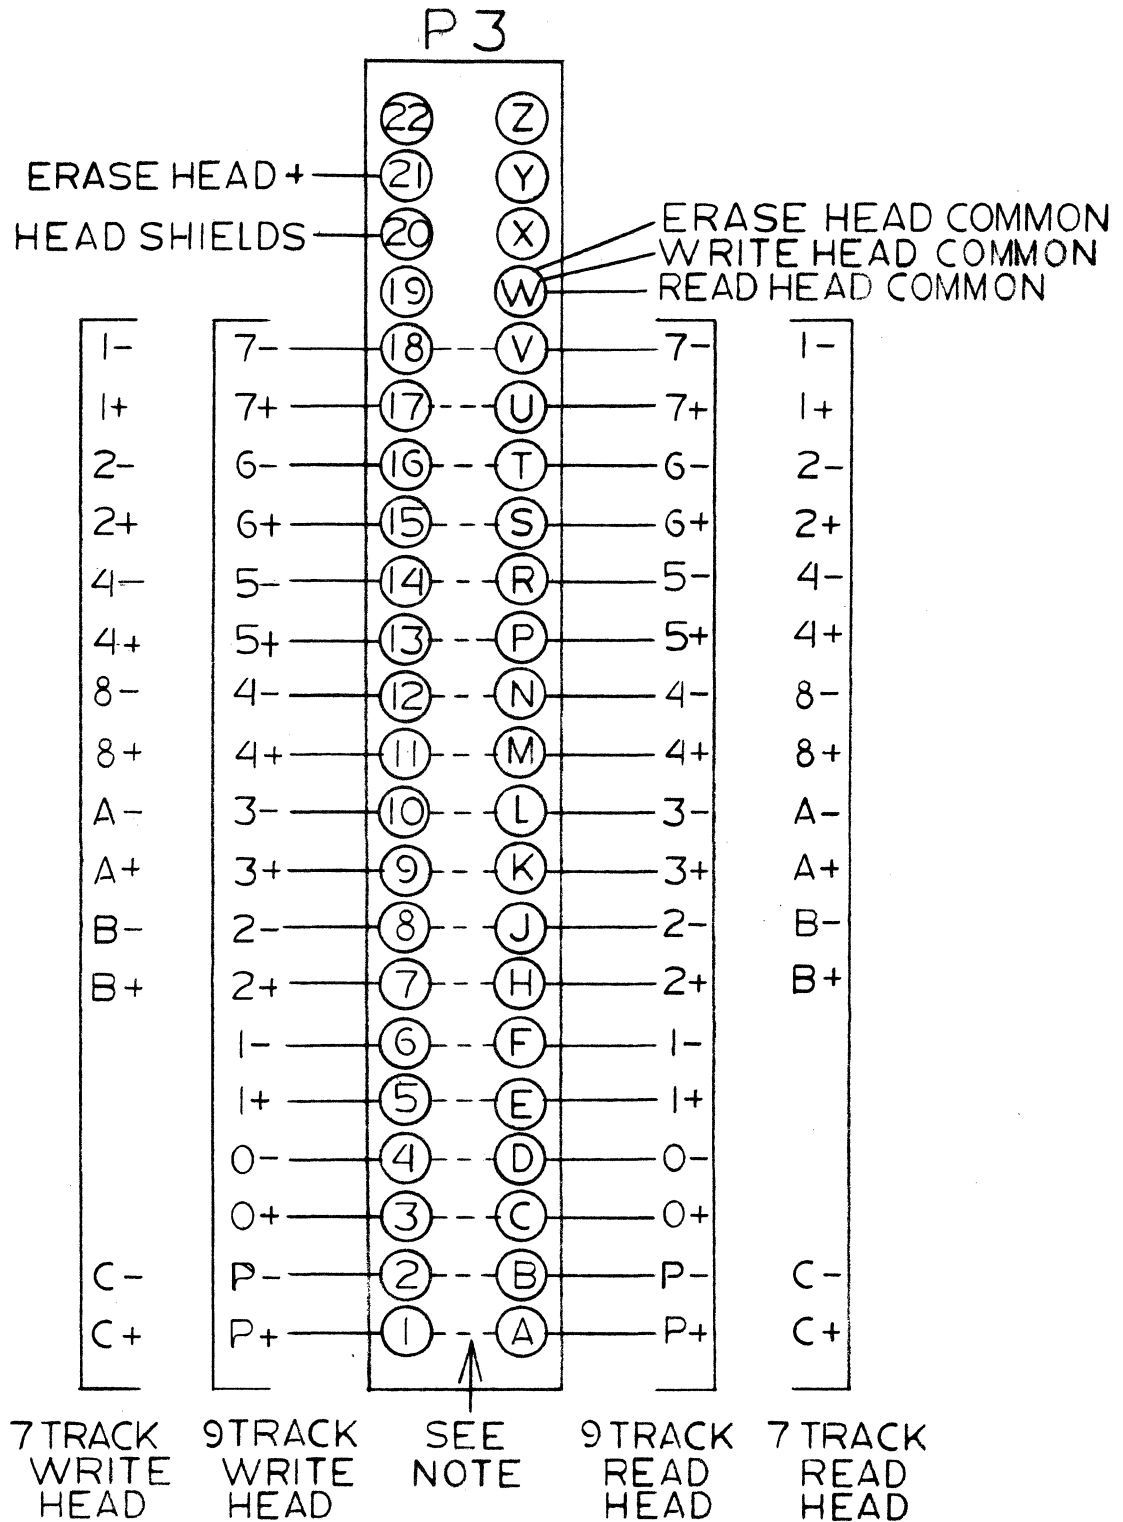 P3
22 Z
ERASE HEAD + 21 Y
HEAD SHIELDS 20 X
ERASE HEAD COMMON
WRITE HEAD COMMON
19 W READ HEAD COMMON
1- 7- 18 V 7- 1-
1+ 7+ 17 U 7+ 1+
2- 6- 16 T 6- 2-
2+ 6+ 15 S 6+ 2+
4- 5- 14 R 5- 4-
4+ 5+ 13 P 5+ 4+
8- 4- 12 N 4- 8-
8+ 4+ 11 M 4+ 8+
A- 3- 10 L 3- A-
A+ 3+ 9 K 3+ A+
B- 2- 8 J 2- B-
B+ 2+ 7 H 2+ B+
1- 6 F 1-
1+ 5 E 1+
0- 4 D 0-
0+ 3 C 0+
C- P- 2 B P- C-
C+ P+ 1 A P+ C+
7 TRACK
WRITE
HEAD
9 TRACK
WRITE
HEAD
SEE
NOTE
9 TRACK
READ
HEAD
7 TRACK
READ
HEAD